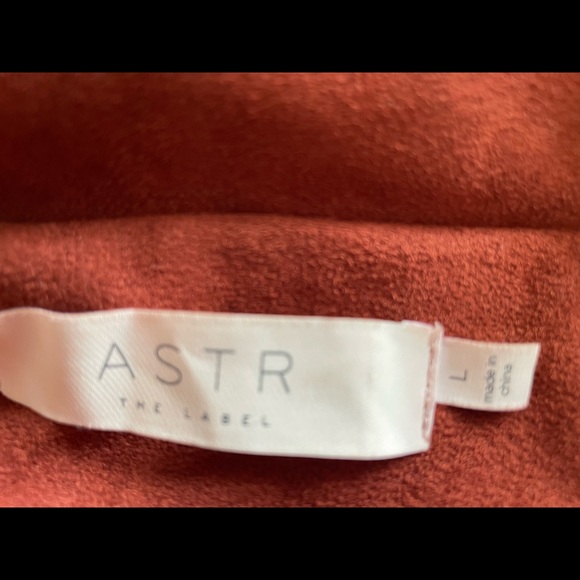 ASTR
THE LABEL
L
made in
china